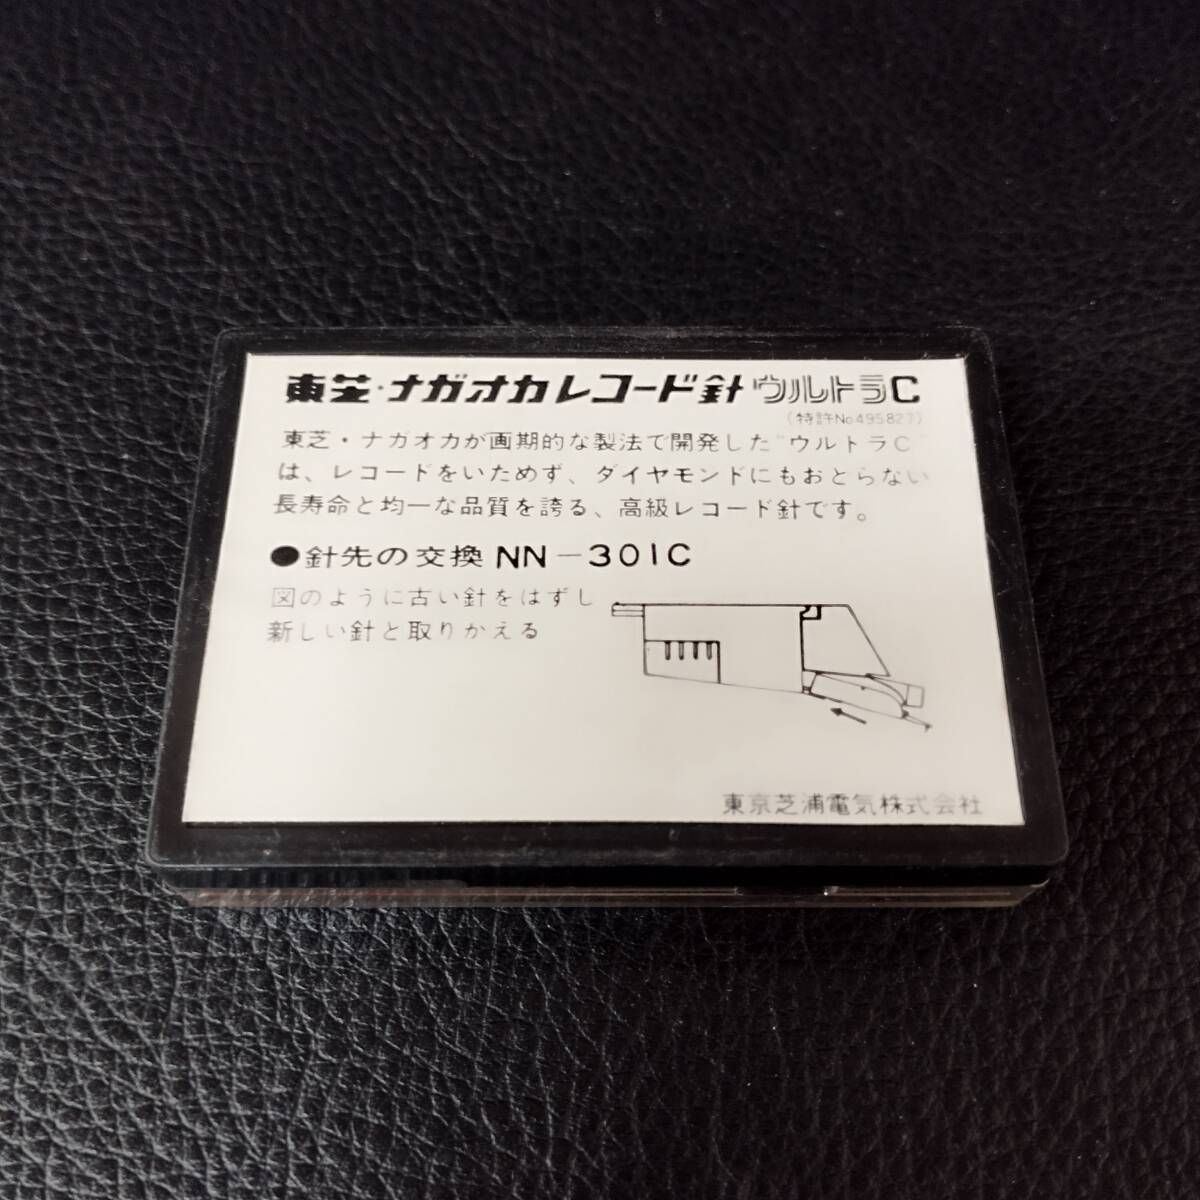 東芝・ナガオカレコード針 ウルトラC
(特許No495827)
東芝・ナガオカが画期的な製法で開発した"ウルトラC"
は、レコードをいためず、ダイヤモンドにもおとらない
長寿命と均一な品質を誇る、高級レコード針です。
●針先の交換 NN-301C
図のように古い針をはずし
新しい針と取りかえる
東京芝浦電気株式会社